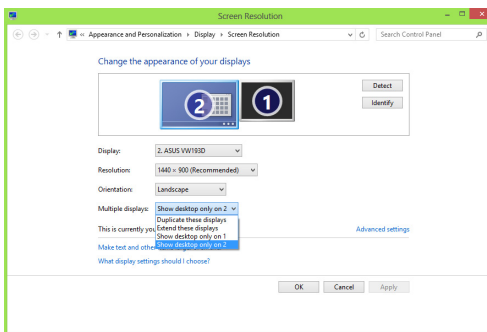 Screen Resolution
« Appearance and Personalization Display Screen Resolution Search Control Panel
Change the appearance of your displays
2 1
Detect
Identify
Display: 2. ASUS VW193D
Resolution: 1440 × 900 (Recommended)
Orientation: Landscape
Multiple displays: Show desktop only on 2
Duplicate these displays
This is currently you Extend these displays Advanced settings
Show desktop only on 1
Make text and othe Show desktop only on 2
What display settings should I choose?
OK Cancel Apply